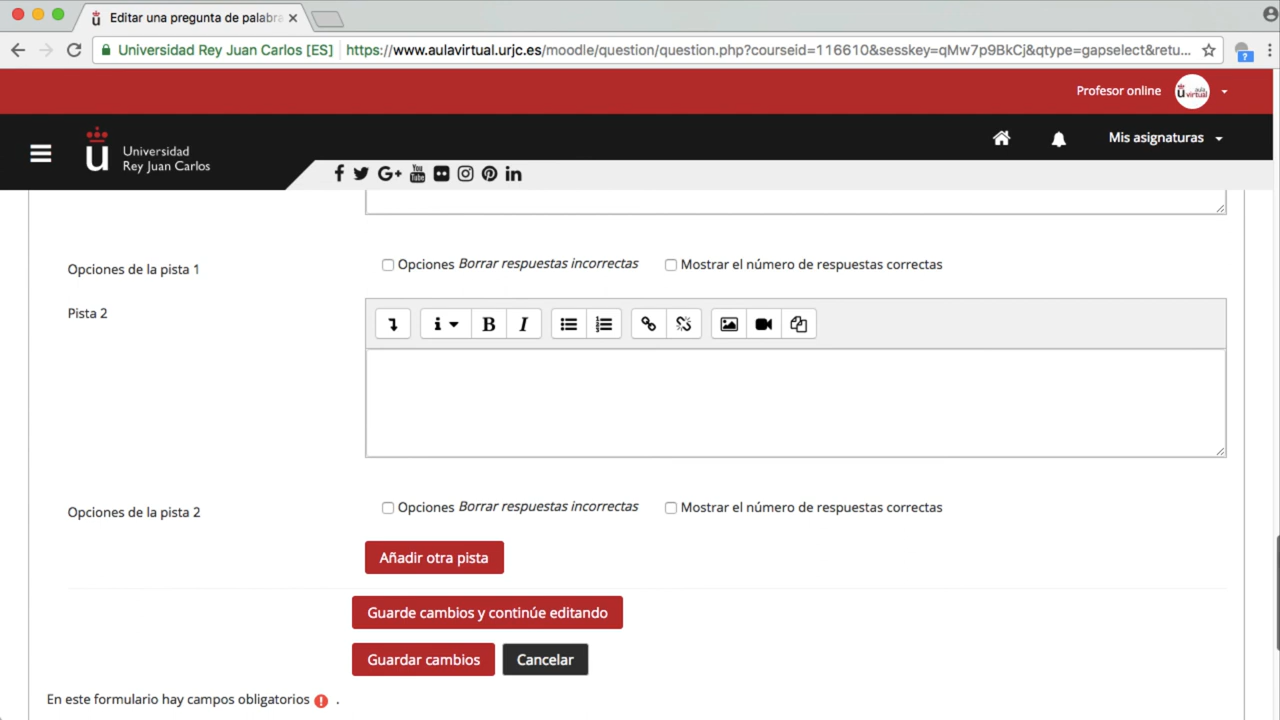 Editar una pregunta de palabra
Universidad Rey Juan Carlos [ES] https://www.aulavirtual.urjc.es/moodle/question/question.php?courseid=116610&sesskey=qMw7p9BkCj&qtype=gapselect&retu...
Profesor online
aula virtual
Universidad
Rey Juan Carlos
Mis asignaturas
Opciones de la pista 1
Opciones Borrar respuestas incorrectas
Mostrar el número de respuestas correctas
Pista 2
B I
Opciones de la pista 2
Opciones Borrar respuestas incorrectas
Mostrar el número de respuestas correctas
Añadir otra pista
Guarde cambios y continúe editando
Guardar cambios
Cancelar
En este formulario hay campos obligatorios .